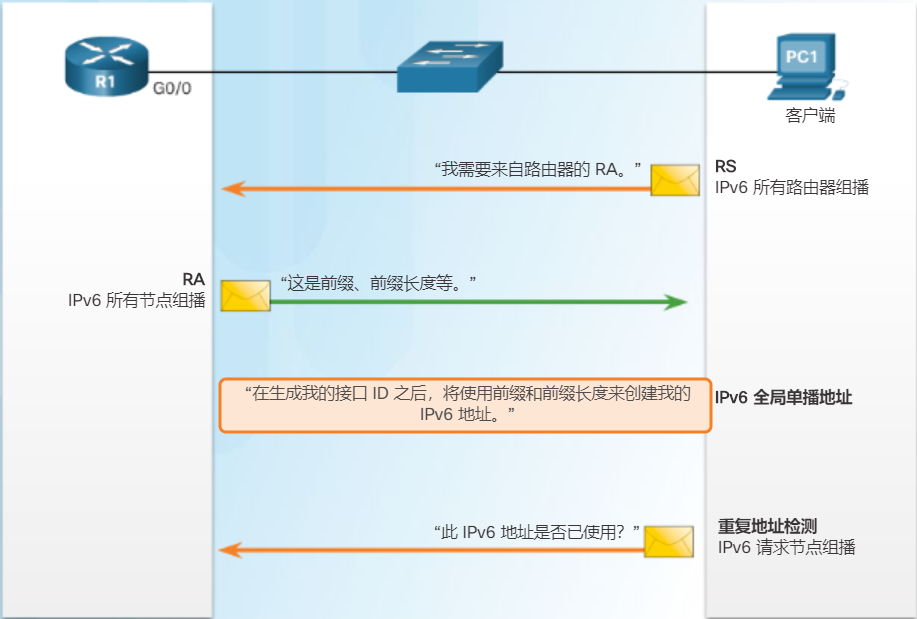 R1
G0/0
PC1
客户端
“我需要来自路由器的 RA。”
RS
IPv6 所有路由器组播
RA
IPv6 所有节点组播
“这是前缀、前缀长度等。”
“在生成我的接口 ID 之后，将使用前缀和前缀长度来创建我的
IPv6 地址。”
IPv6 全局单播地址
“此 IPv6 地址是否已使用？”
重复地址检测
IPv6 请求节点组播